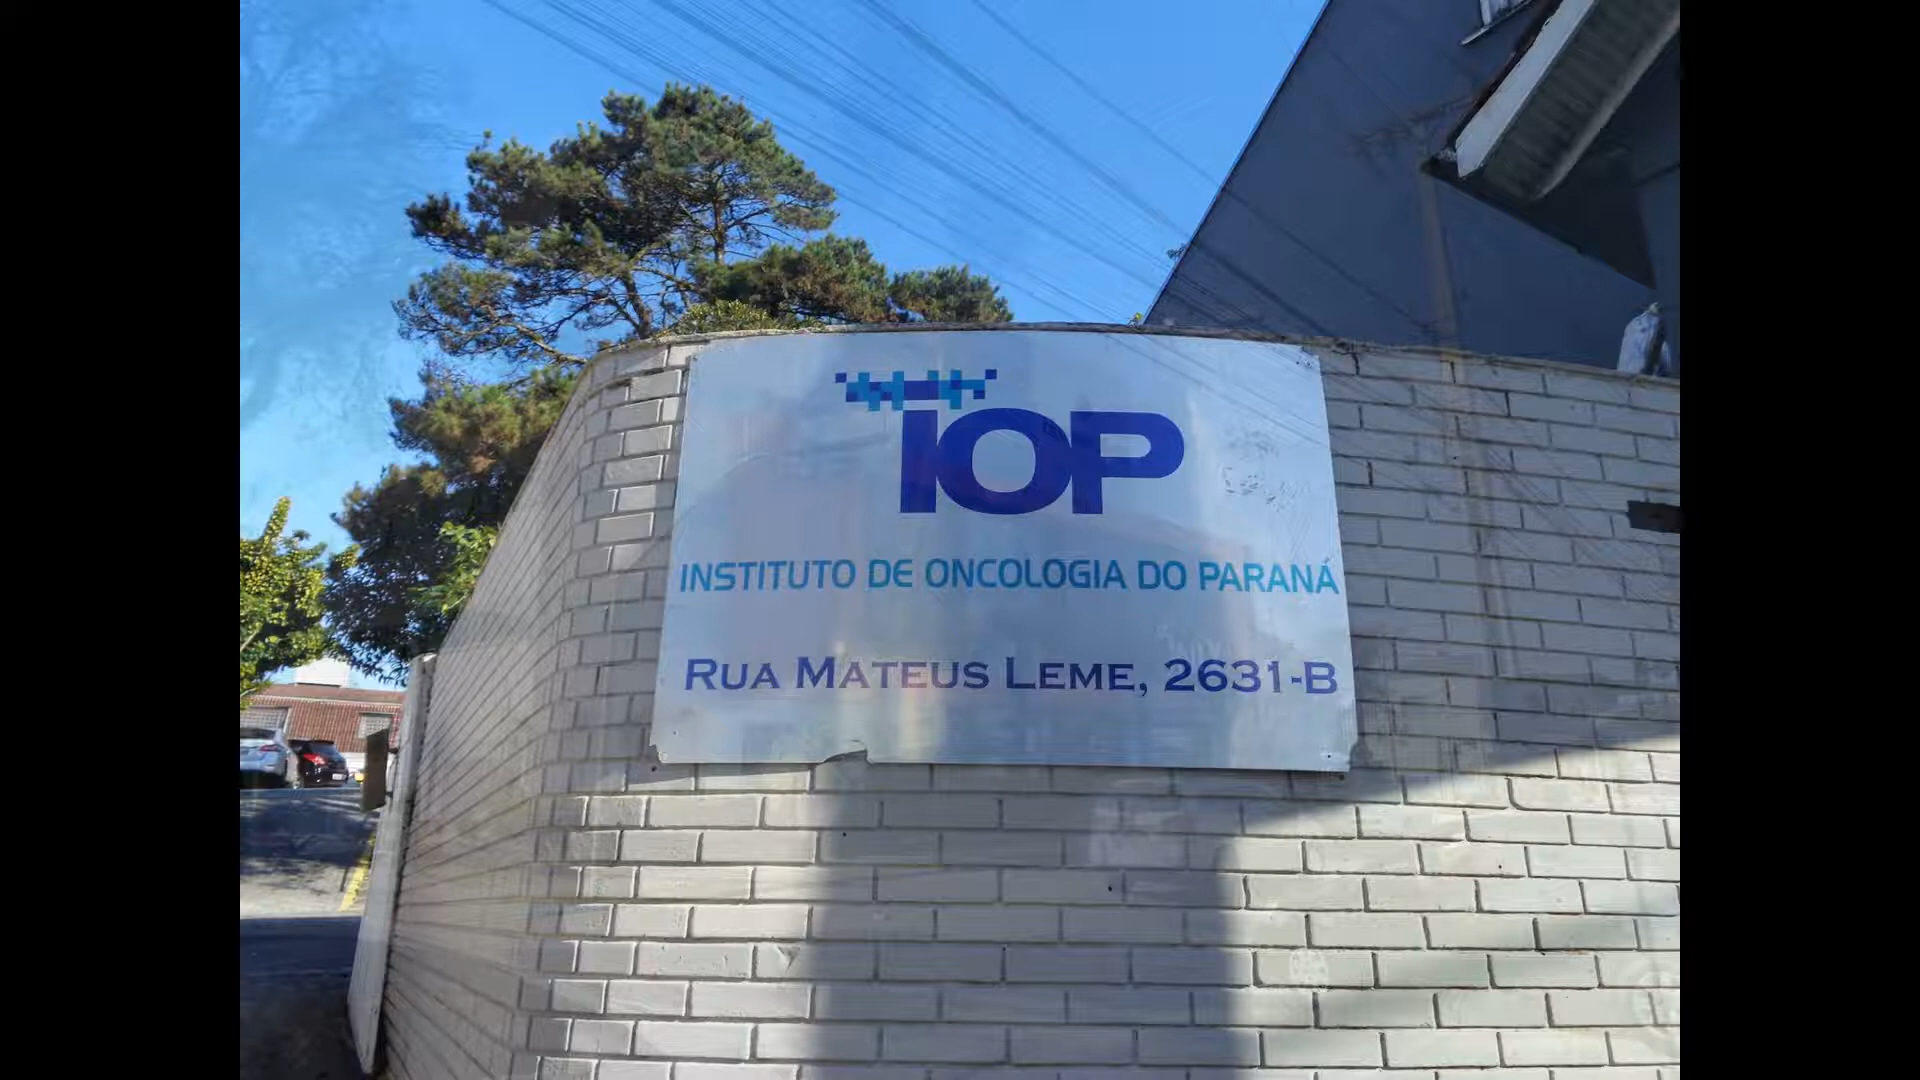 IOP
INSTITUTO DE ONCOLOGIA DO PARANÁ
RUA MATEUS LEME, 2631-B